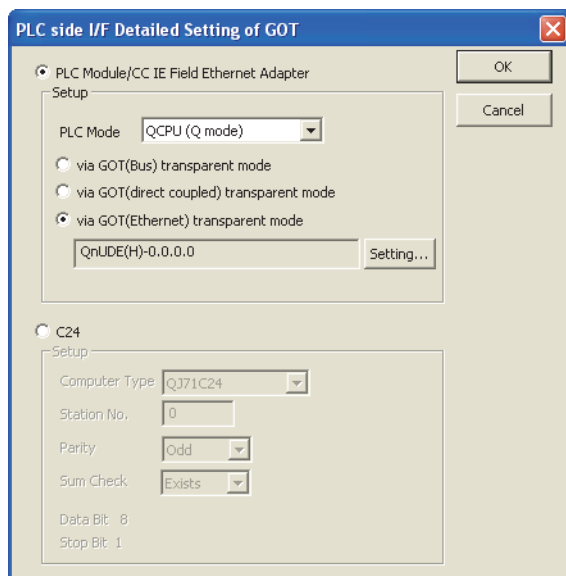 PLC side I/F Detailed Setting of GOT
PLC Module/CC IE Field Ethernet Adapter
OK
Setup
Cancel
PLC Mode QCPU (Q mode)
via GOT(Bus) transparent mode
via GOT(direct coupled) transparent mode
via GOT(Ethernet) transparent mode
QnUDE(H)-0.0.0.0 Setting...
C24
Setup
Computer Type QJ71C24
Station No. 0
Parity Odd
Sum Check Exists
Data Bit 8
Stop Bit 1